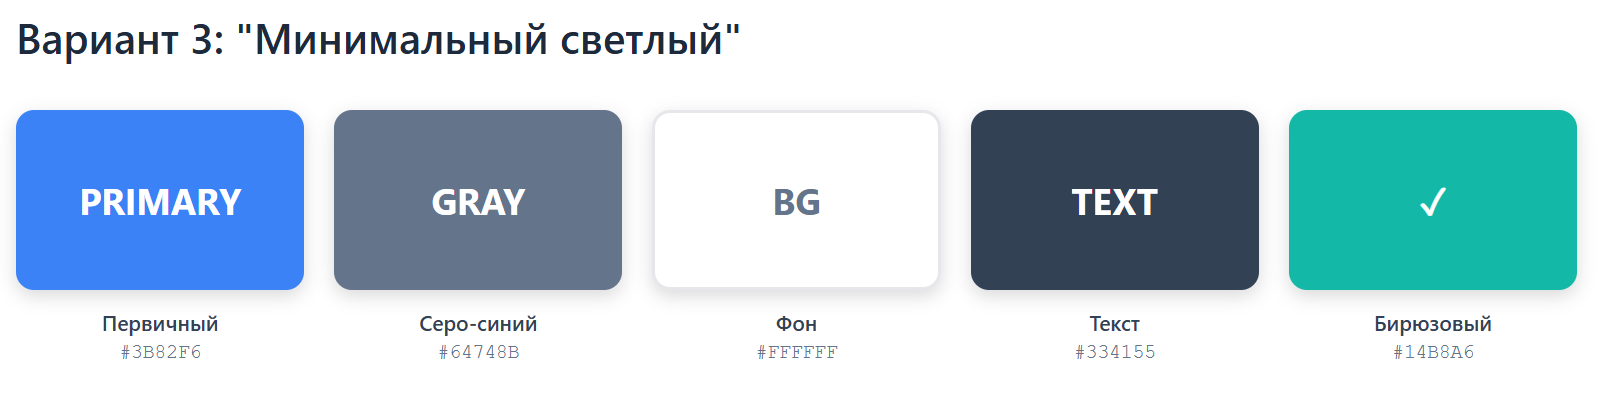 Вариант 3: "Минимальный светлый"
PRIMARY
GRAY
BG
TEXT
✓
Первичный
#3B82F6
Серо-синий
#64748B
Фон
#FFFFFF
Текст
#334155
Бирюзовый
#14B8A6